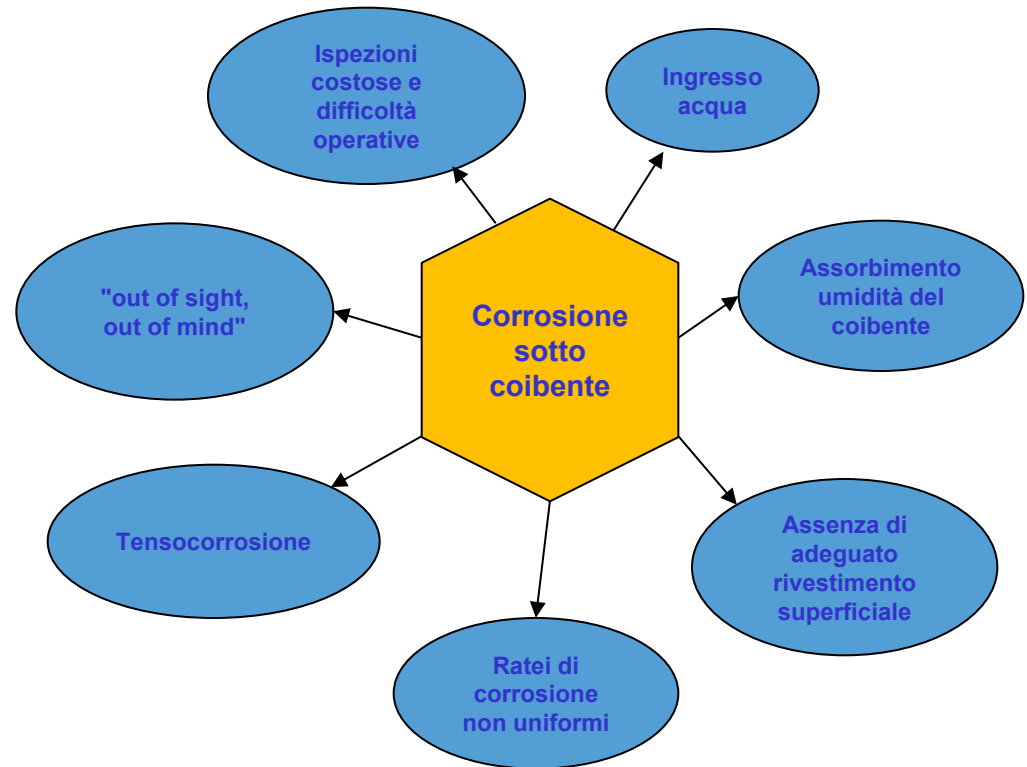 Ispezioni
costose e
difficoltà
operative
Ingresso
acqua
"out of sight,
out of mind"
Corrosione
sotto
coibente
Assorbimento
umidità del
coibente
Tensocorrosione
Assenza di
adeguato
rivestimento
superficiale
Ratei di
corrosione
non uniformi